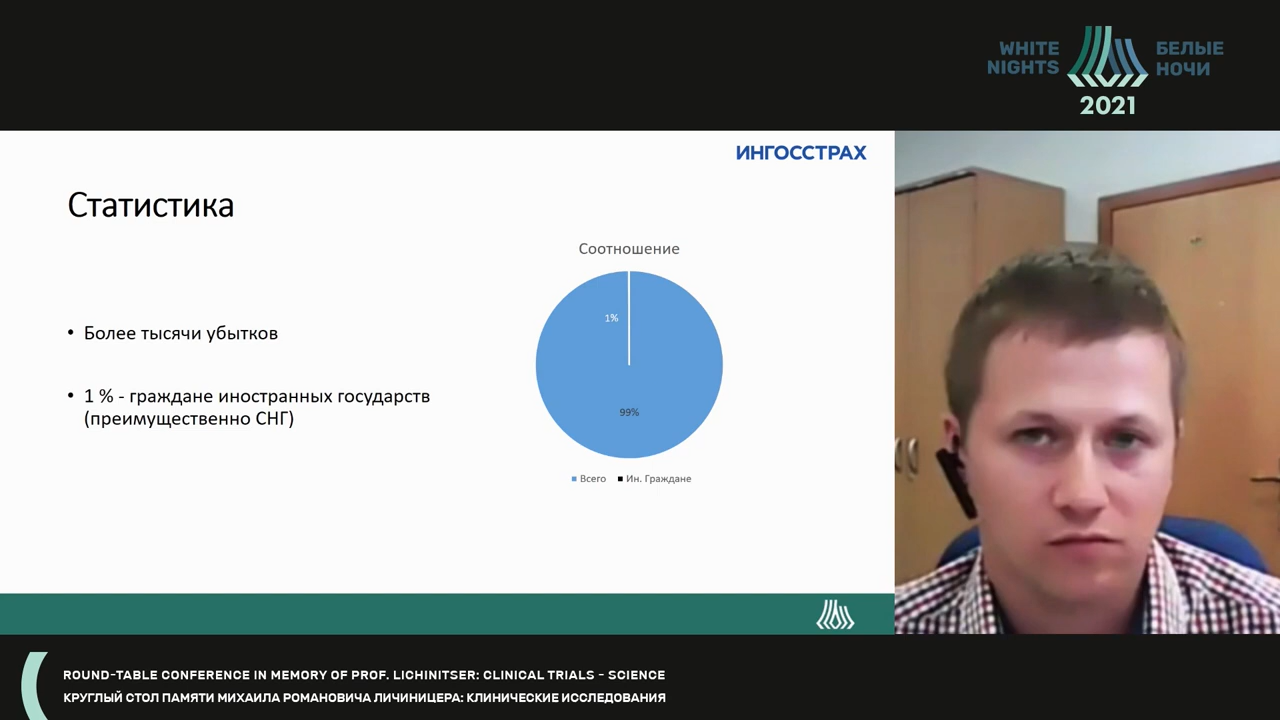 WHITE
NIGHTS
БЕЛЫЕ
НОЧИ
2021
ИНГОССТРАХ
Статистика
• Более тысячи убытков
• 1 % - граждане иностранных государств
(преимущественно СНГ)
Соотношение
1%
99%
Всего Ин. Граждане
ROUND-TABLE CONFERENCE IN MEMORY OF PROF. LICHINITSER: CLINICAL TRIALS - SCIENCE
КРУГЛЫЙ СТОЛ ПАМЯТИ МИХАИЛА РОМАНОВИЧА ЛИЧИНИЦЕРА: КЛИНИЧЕСКИЕ ИССЛЕДОВАНИЯ